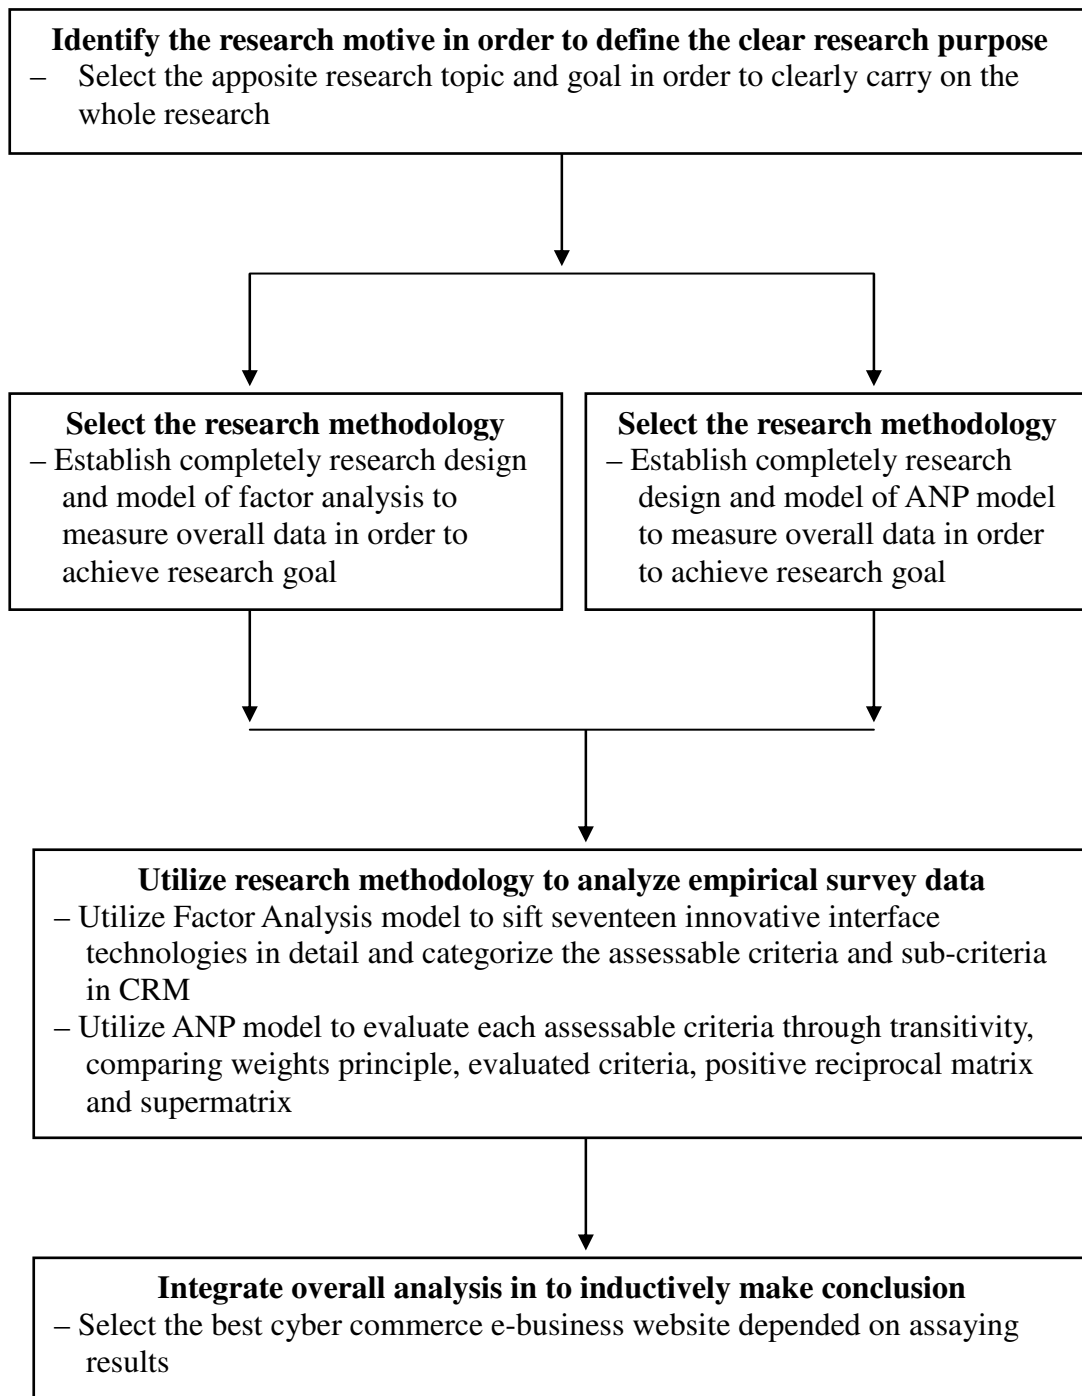 Identify the research motive in order to define the clear research purpose
– Select the apposite research topic and goal in order to clearly carry on the
whole research
Select the research methodology
– Establish completely research design
and model of factor analysis to
measure overall data in order to
achieve research goal
Select the research methodology
– Establish completely research
design and model of ANP model
to measure overall data in order
to achieve research goal
Utilize research methodology to analyze empirical survey data
– Utilize Factor Analysis model to sift seventeen innovative interface
technologies in detail and categorize the assessable criteria and sub-criteria
in CRM
– Utilize ANP model to evaluate each assessable criteria through transitivity,
comparing weights principle, evaluated criteria, positive reciprocal matrix
and supermatrix
Integrate overall analysis in to inductively make conclusion
– Select the best cyber commerce e-business website depended on assaying
results